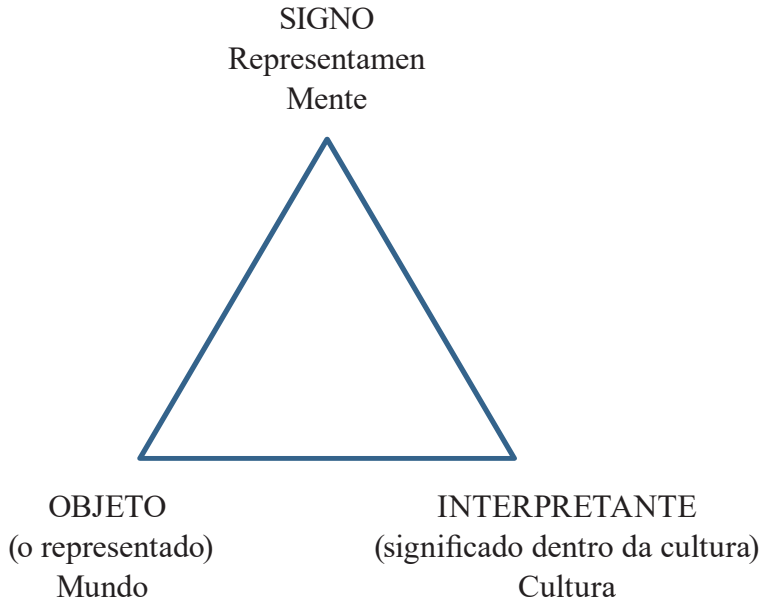 SIGNO
Representamen
Mente
OBJETO
(o representado)
Mundo
INTERPRETANTE
(significado dentro da cultura)
Cultura